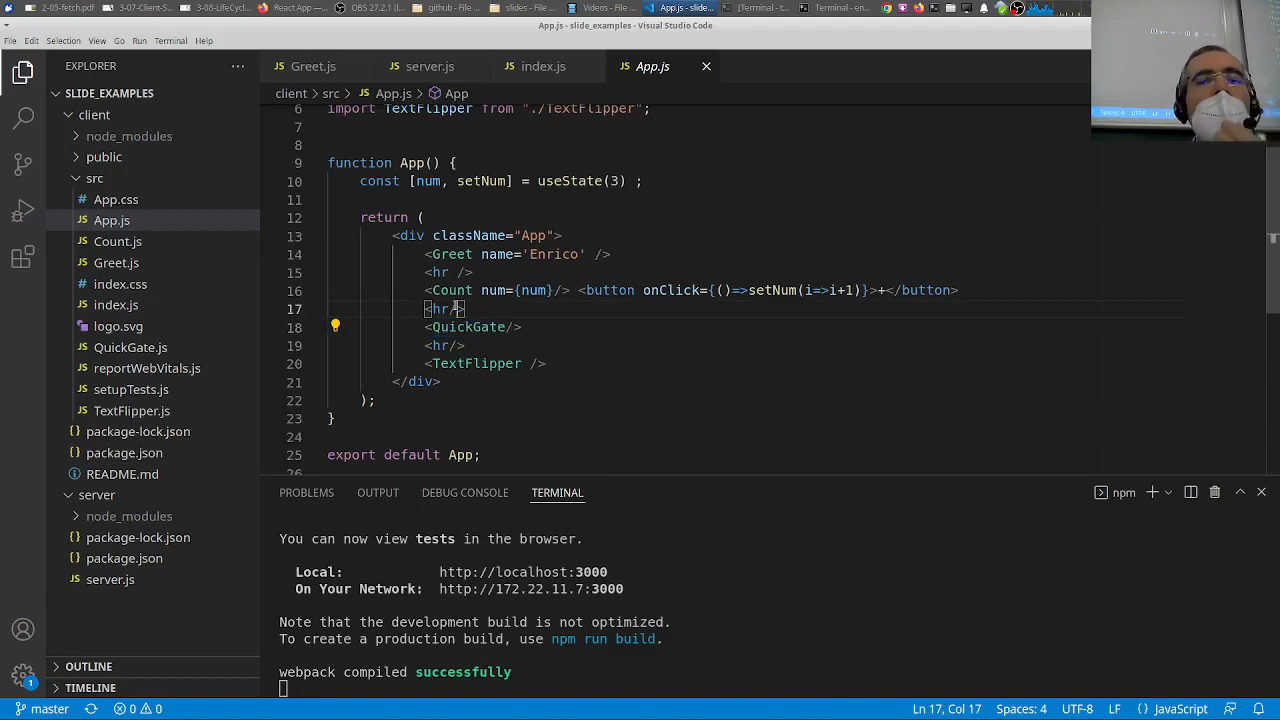 2-05-fetch.pdf
3-07-Client-S...
3-08-LifeCycl...
React App — ...
OBS 27.2.1 (...
github - File ...
slides - File ...
App.js - slide...
Videos - File ...
[Terminal - t...
Terminal - en...
App.js - slide_examples - Visual Studio Code
File Edit Selection View Go Run Terminal Help
EXPLORER ...
SLIDE_EXAMPLES
client
node_modules
public
src
# App.css
JS App.js
JS Count.js
JS Greet.js
# index.css
JS index.js
logo.svg
JS QuickGate.js
JS reportWebVitals.js
JS setupTests.js
JS TextFlipper.js
{} package-lock.json
{} package.json
README.md
server
node_modules
{} package-lock.json
{} package.json
JS server.js
OUTLINE
TIMELINE
JS Greet.js
JS server.js
JS index.js
JS App.js
client > src > JS App.js > App
6 import TextFlipper from "./TextFlipper";
7
8
9 function App() {
10 const [num, setNum] = useState(3) ;
11
12 return (
13 <div className="App">
14 <Greet name='Enrico' />
15 <hr />
16 <Count num={num}/> <button onClick={()=>setNum(i=>i+1)}>+</button>
17 <hr/>
18 <QuickGate/>
19 <hr/>
20 <TextFlipper />
21 </div>
22 );
23 }
24
25 export default App;
26
PROBLEMS OUTPUT DEBUG CONSOLE TERMINAL
npm
You can now view tests in the browser.
Local: http://localhost:3000
On Your Network: http://172.22.11.7:3000
Note that the development build is not optimized.
To create a production build, use npm run build.
webpack compiled successfully
1
master
0 0
Ln 17, Col 17 Spaces: 4 UTF-8 LF {} JavaScript